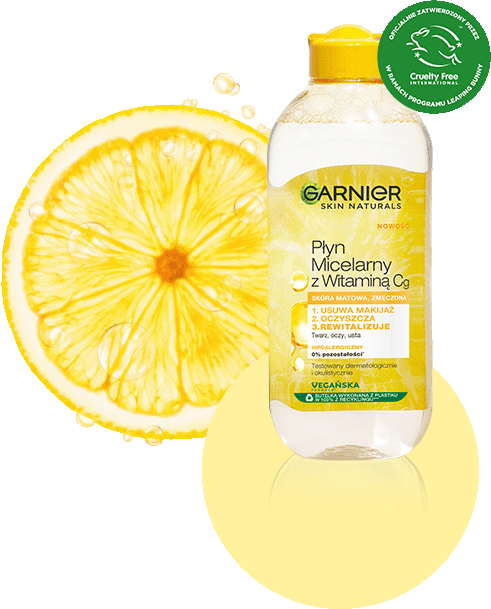 OFICJALNIE ZATWIERDZONY PRZEZ
Cruelty Free
INTERNATIONAL
W RAMACH PROGRAMU LEAPING BUNNY
GARNIER
SKIN NATURALS
NOWOŚĆ
Płyn
Micelarny
z Witaminą Cg
SKÓRA MATOWA, ZMĘCZONA
1. USUWA MAKIJAŻ
2. OCZYSZCZA
3.REWITALIZUJE
Twarz, oczy, usta
HIPOALERGICZNY
0% pozostałości*
Testowany dermatologicznie
i okulistycznie
VEGAŃSKA
FORMUŁA
BUTELKA WYKONANA Z PLASTIKU
W 100% Z RECYKLINGU**